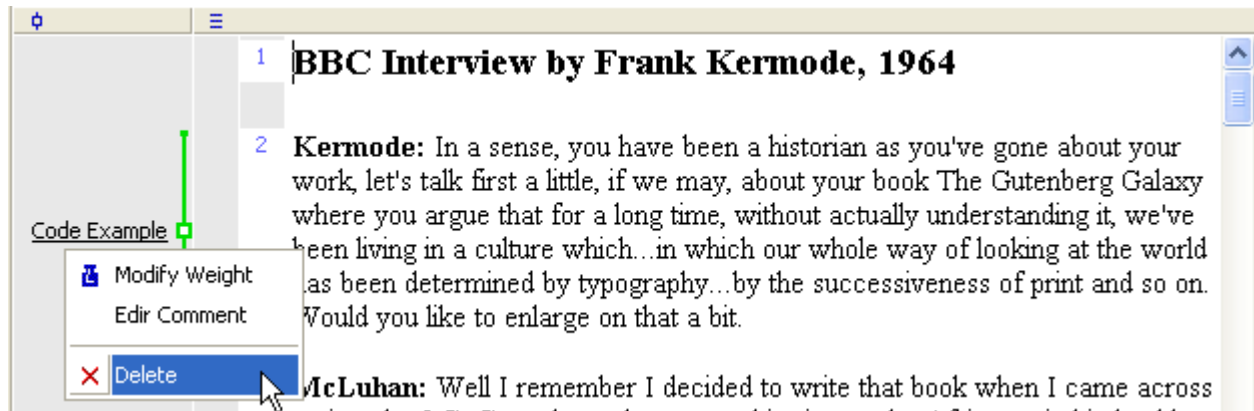 1 BBC Interview by Frank Kermode, 1964
2 Kermode: In a sense, you have been a historian as you've gone about your
work, let's talk first a little, if we may, about your book The Gutenberg Galaxy
where you argue that for a long time, without actually understanding it, we've
Code Example
been living in a culture which...in which our whole way of looking at the world
has been determined by typography...by the successiveness of print and so on.
Would you like to enlarge on that a bit.
Modify Weight
Edir Comment
Delete
McLuhan: Well I remember I decided to write that book when I came across